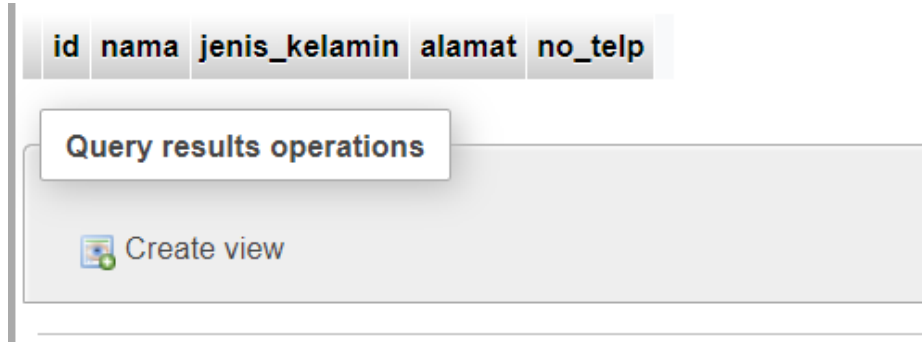 id nama jenis_kelamin alamat no_telp
Query results operations
Create view